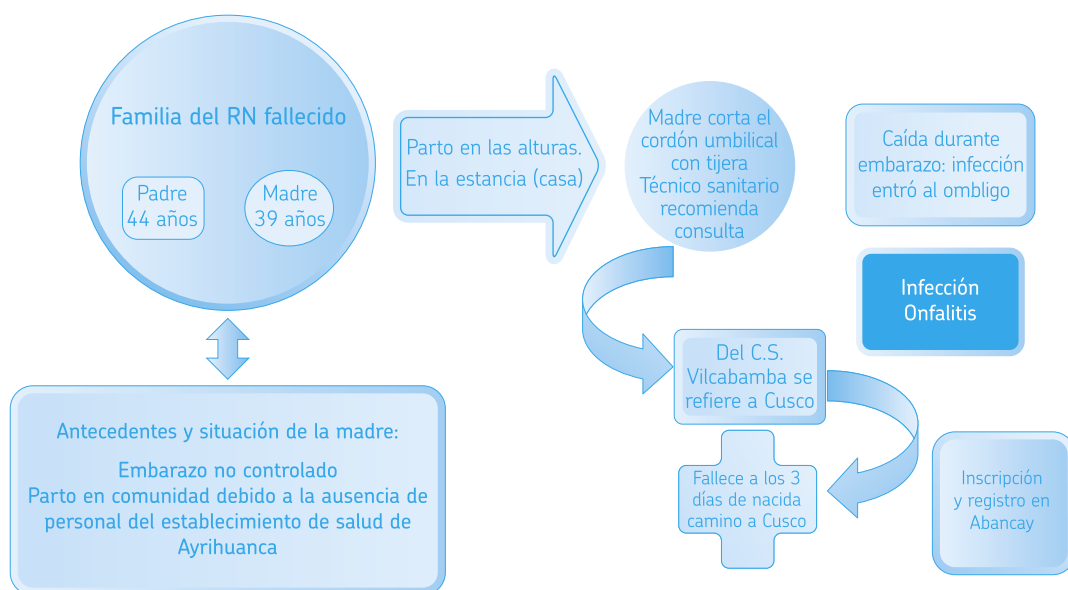 Familia del RN fallecido
Padre
44 años
Madre
39 años
Antecedentes y situación de la madre:
Embarazo no controlado
Parto en comunidad debido a la ausencia de
personal del establecimiento de salud de
Ayrihuanca
Parto en las alturas.
En la estancia (casa)
Madre corta el
cordón umbilical
con tijera
Técnico sanitario
recomienda
consulta
Caída durante
embarazo: infección
entró al ombligo
Infección
Onfalitis
Del C.S.
Vilcabamba se
refiere a Cusco
Fallece a los 3
días de nacida
camino a Cusco
Inscripción
y registro en
Abancay